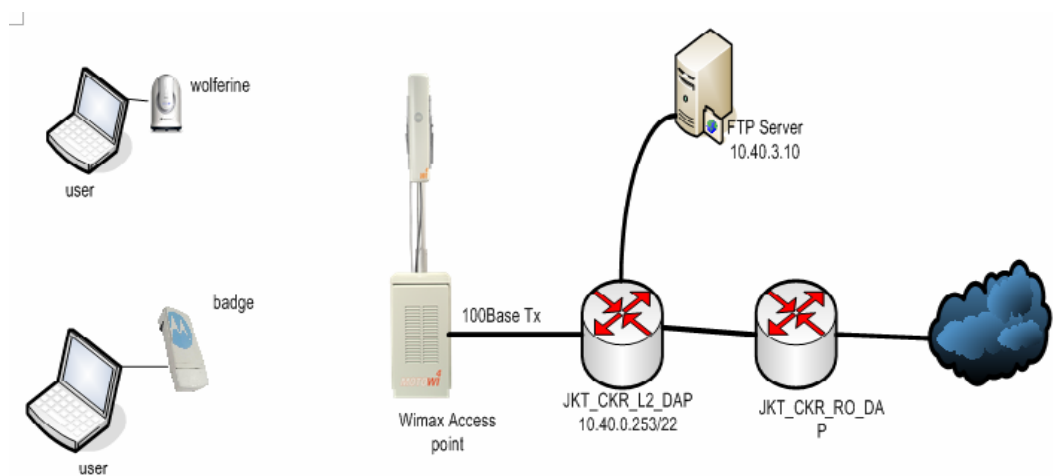 wolferine
user
FTP Server
10.40.3.10
badge
100Base Tx
MOTOwi4
JKT_CKR_L2_DAP
10.40.0.253/22
JKT_CKR_RO_DA
P
Wimax Access
point
user